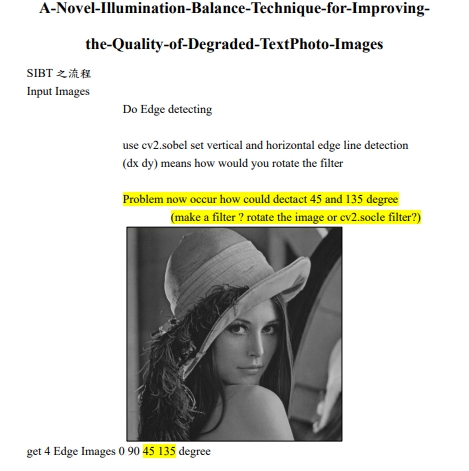 A-Novel-Illumination-Balance-Technique-for-Improving-
the-Quality-of-Degraded-TextPhoto-Images
SIBT 之流程
Input Images
Do Edge detecting
use cv2.sobel set vertical and horizontal edge line detection
(dx dy) means how would you rotate the filter
Problem now occur how could dectact 45 and 135 degree
(make a filter ? rotate the image or cv2.socle filter?)
get 4 Edge Images 0 90 45 135 degree